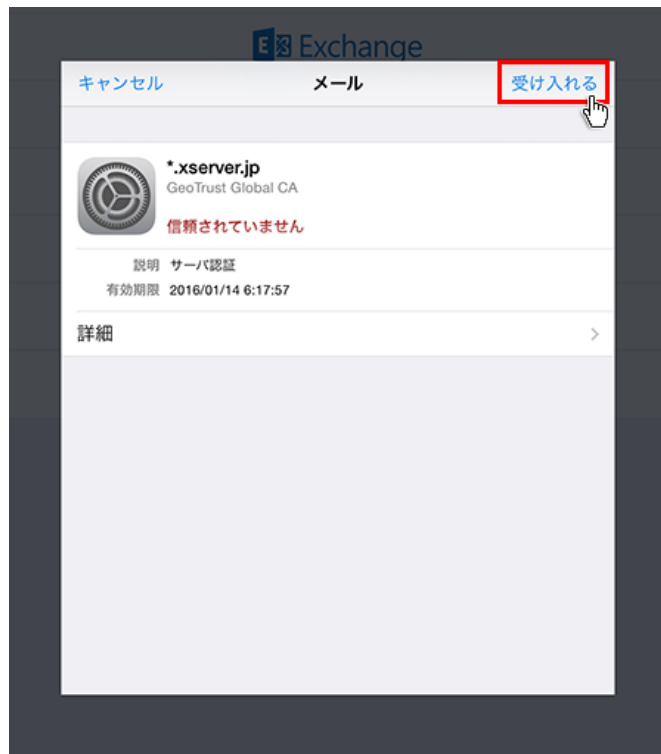 Exchange
キャンセル メール 受け入れる
*.xserver.jp
GeoTrust Global CA
信頼されていません
説明 サーバ認証
有効期限 2016/01/14 6:17:57
詳細